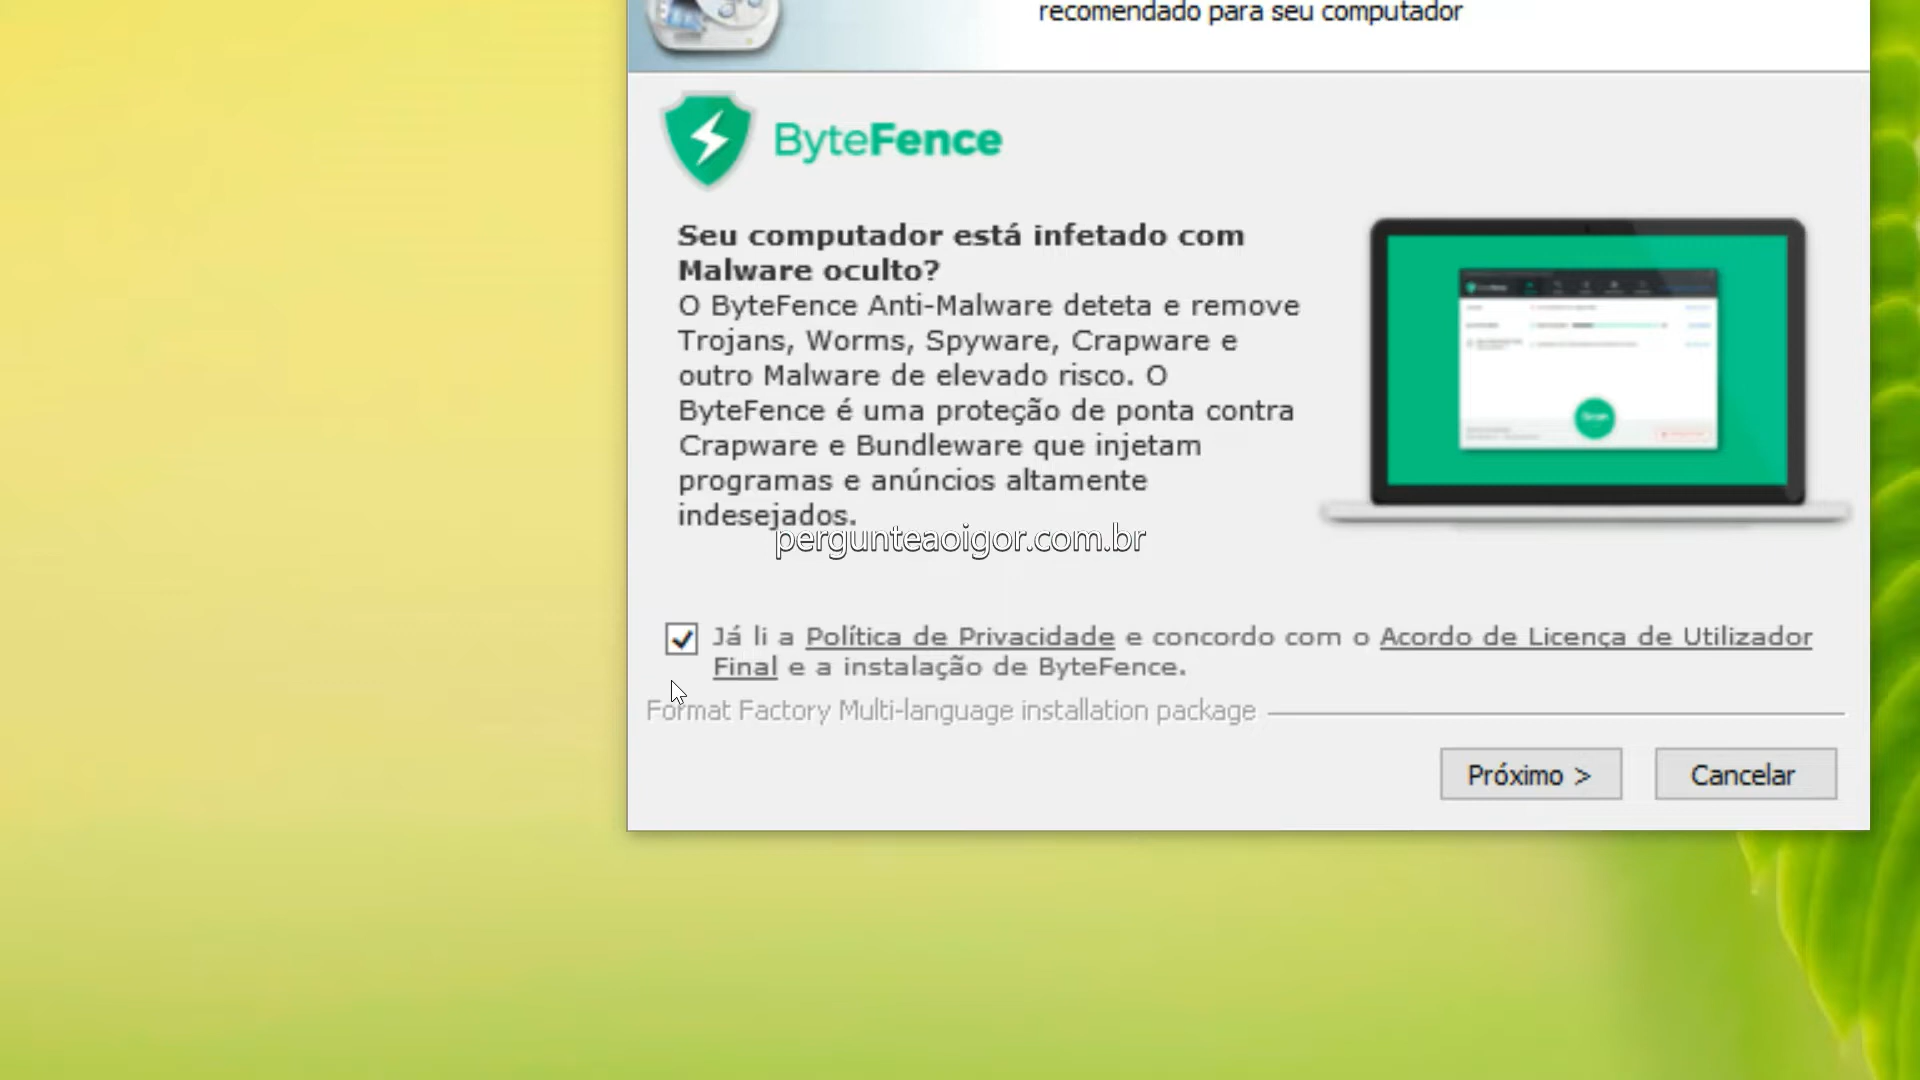 recomendado para seu computador
ByteFence
Seu computador está infetado com
Malware oculto?
O ByteFence Anti-Malware deteta e remove
Trojans, Worms, Spyware, Crapware e
outro Malware de elevado risco. O
ByteFence é uma proteção de ponta contra
Crapware e Bundleware que injetam
programas e anúncios altamente
indesejados.
pergunteaoigor.com.br
Já li a Política de Privacidade e concordo com o Acordo de Licença de Utilizador
Final e a instalação de ByteFence.
Format Factory Multi-language installation package
Próximo >
Cancelar